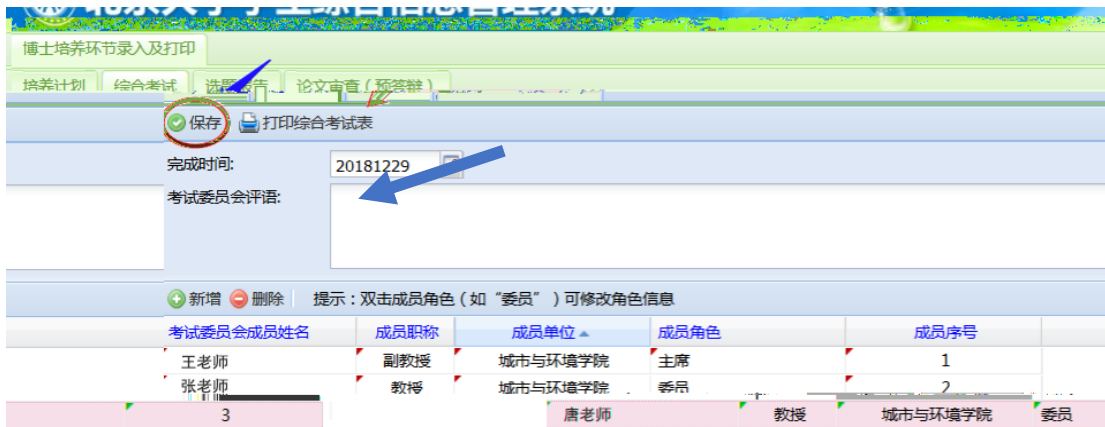 博士培养环节录入及打印
培养计划 综合考试 选题报告 论文审查（预答辩）
保存 打印综合考试表
完成时间: 20181229
考试委员会评语:
新增 删除 提示：双击成员角色（如“委员”）可修改角色信息
考试委员会成员姓名 成员职称 成员单位 成员角色 成员序号
王老师 副教授 城市与环境学院 主席 1
张老师 教授 城市与环境学院 委员 2
3 唐老师 教授 城市与环境学院 委员